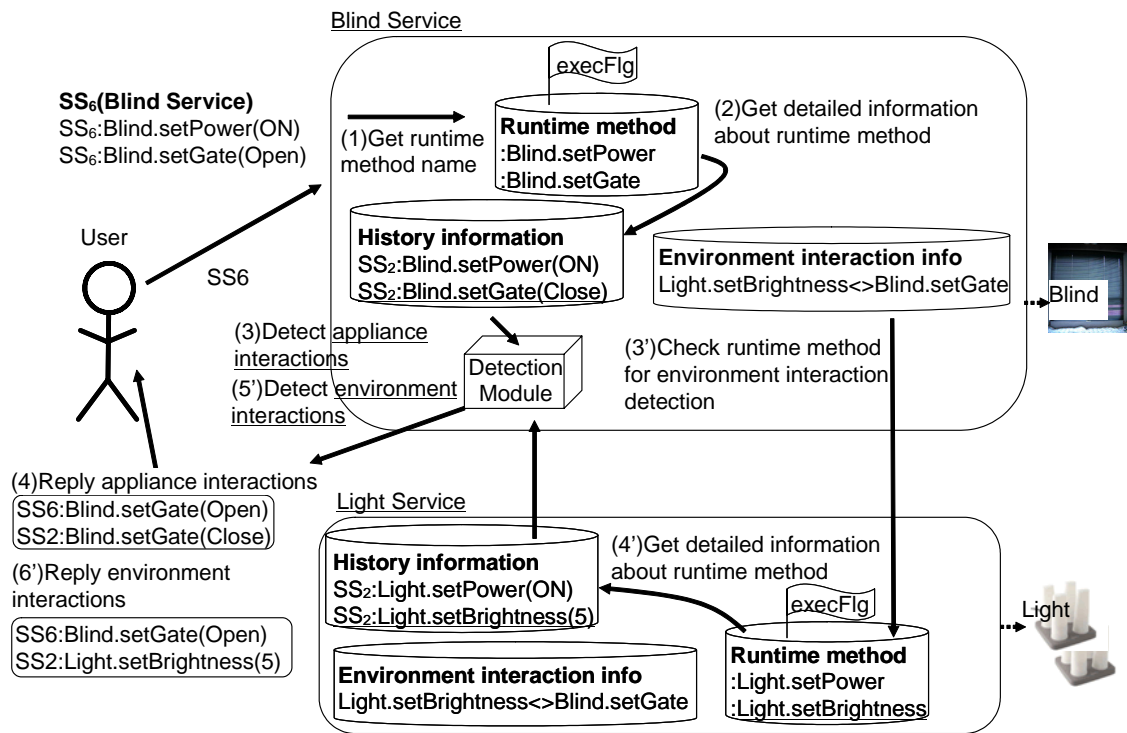 Blind Service
execFlg
SS₆(Blind Service)
SS₆:Blind.setPower(ON)
SS₆:Blind.setGate(Open)
(1)Get runtime
method name
Runtime method
:Blind.setPower
:Blind.setGate
(2)Get detailed information
about runtime method
User
SS6
History information
SS₂:Blind.setPower(ON)
SS₂:Blind.setGate(Close)
Environment interaction info
Light.setBrightness<>Blind.setGate
Blind
(3)Detect appliance
interactions
(5')Detect environment
interactions
Detection
Module
(3')Check runtime method
for environment interaction
detection
(4)Reply appliance interactions
SS6:Blind.setGate(Open)
SS2:Blind.setGate(Close)
(6')Reply environment
interactions
SS6:Blind.setGate(Open)
SS2:Light.setBrightness(5)
Light Service
History information
SS₂:Light.setPower(ON)
SS₂:Light.setBrightness(5)
(4')Get detailed information
about runtime method
execFlg
Light
Environment interaction info
Light.setBrightness<>Blind.setGate
Runtime method
:Light.setPower
:Light.setBrightness